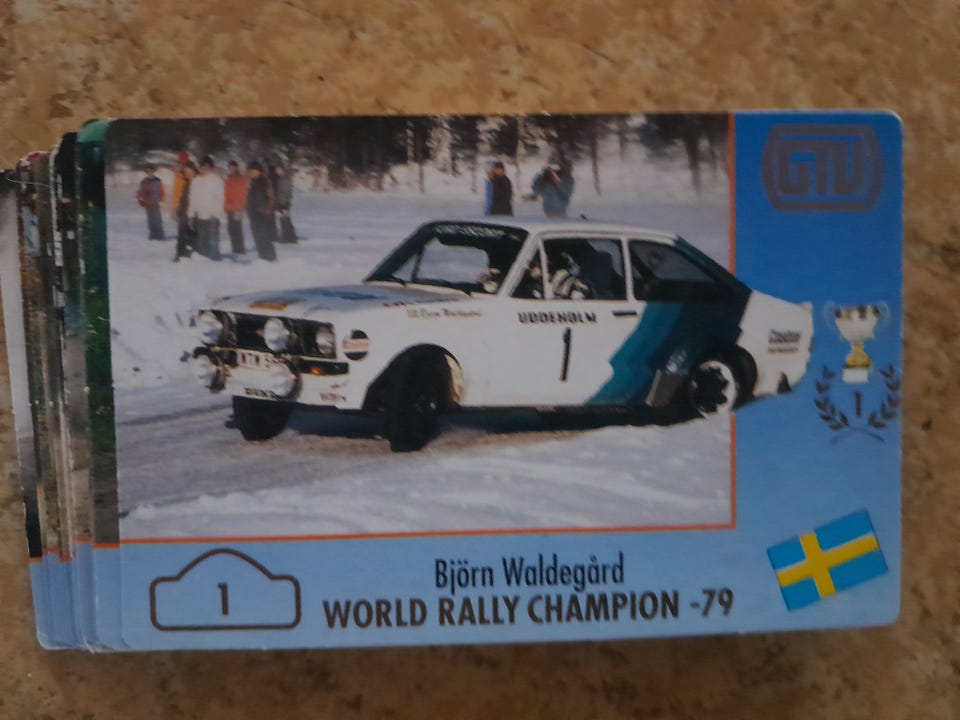 GTV
UDDEHOLM
1
1
1
Björn Waldegård
WORLD RALLY CHAMPION -79